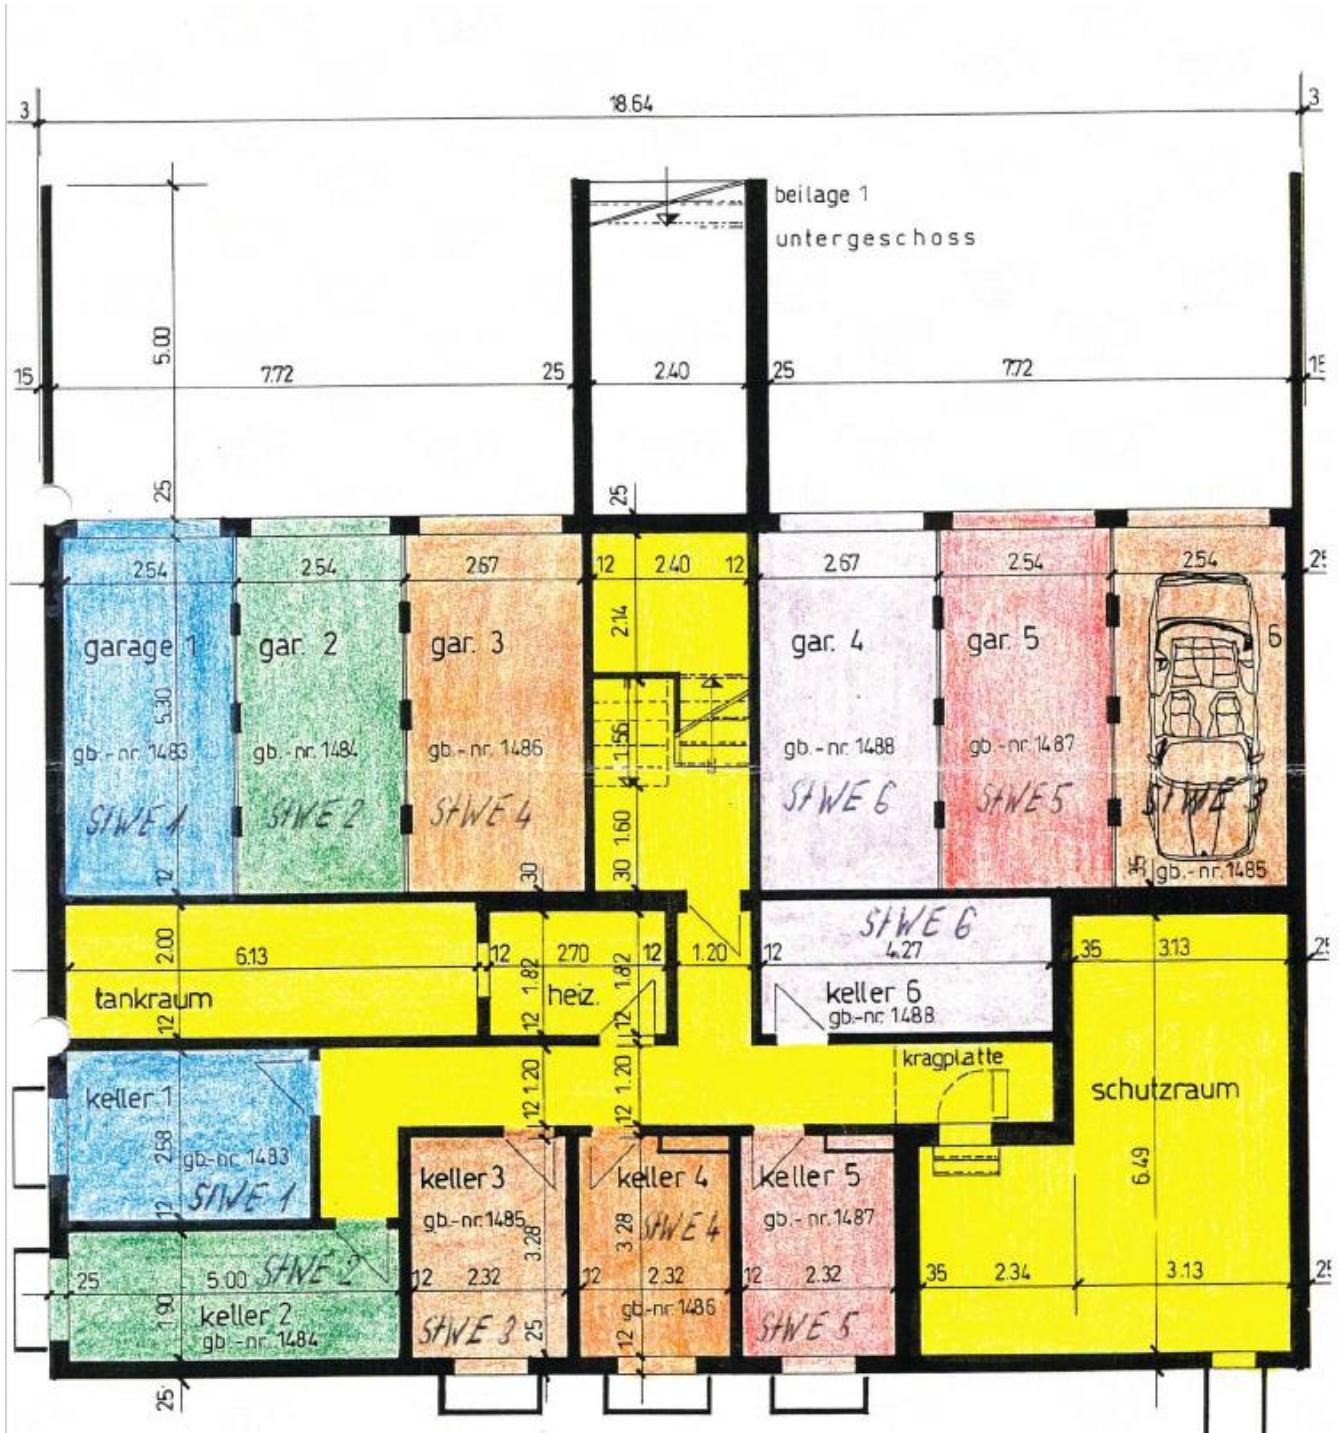 3
18.64
3
beilage 1
untergeschoss
5.00
15
7.72
25
2.40
25
7.72
25
25
2.54
2.54
2.67
12
2.40
12
2.67
2.54
2.54
2.14
garage 1
gar. 2
gar. 3
gar. 4
gar. 5
6
5.30
1.56
gb.-nr. 1483
gb.-nr. 1484
gb.-nr. 1486
gb.-nr. 1488
gb.-nr. 1487
StWE 1
StWE 2
StWE 4
StWE 6
StWE 5
StWE 3
1.60
12
30
30
35
gb.-nr. 1485
StWE 6
2.00
6.13
12
2.70
12
1.20
12
4.27
35
3.13
1.82
1.82
tankraum
heiz.
keller 6
gb.-nr. 1488
12
12
12
kragplatte
keller 1
1.20
1.20
schutzraum
2.58
gb.-nr. 1483
12
12
keller 3
keller 4
keller 5
6.49
StWE 1
gb.-nr. 1485
3.28
3.28
StWE 4
gb.-nr. 1487
12
25
5.00
StWE 2
12
2.32
12
2.32
12
2.32
35
2.34
3.13
1.90
keller 2
gb.-nr. 1484
gb.-nr. 1486
StWE 3
25
12
StWE 5
25